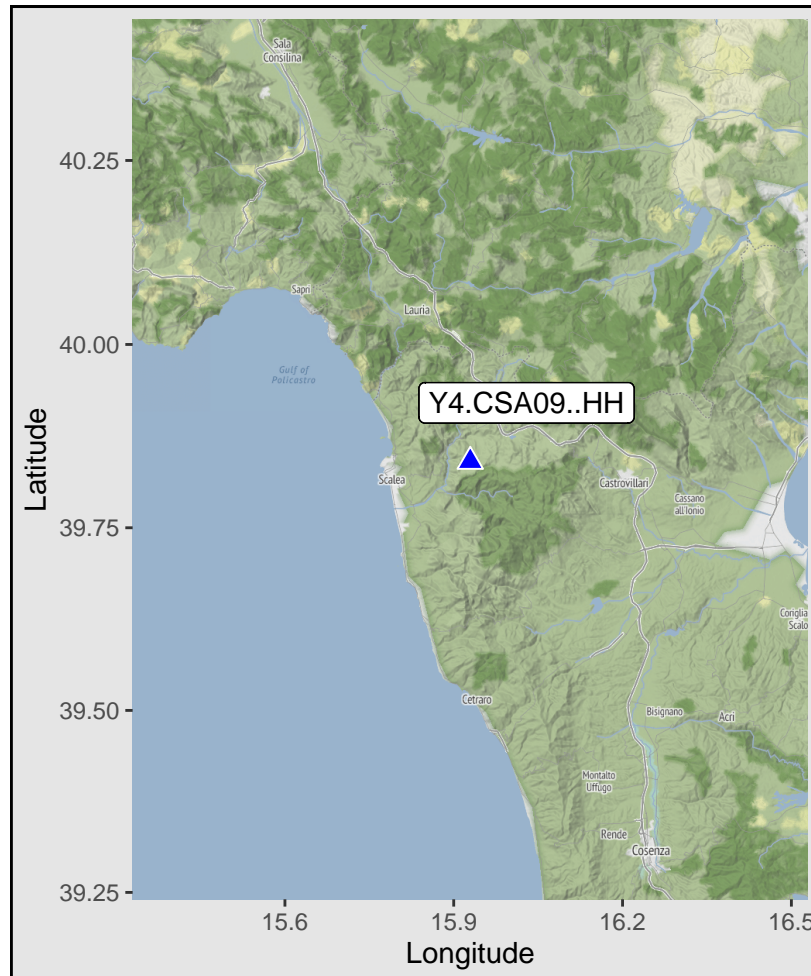 Sala
Consilina
40.25
Sapri
Lauria
40.00
Gulf of
Policastro
Y4.CSA09..HH
Latitude
Scalea
Castrovillari
Cassano
all'Ionio
39.75
Coriglia
Scalo
39.50
Cetraro
Bisignano
Acri
Montalto
Uffugo
Rende
Cosenza
39.25
15.6
15.9
16.2
16.5
Longitude